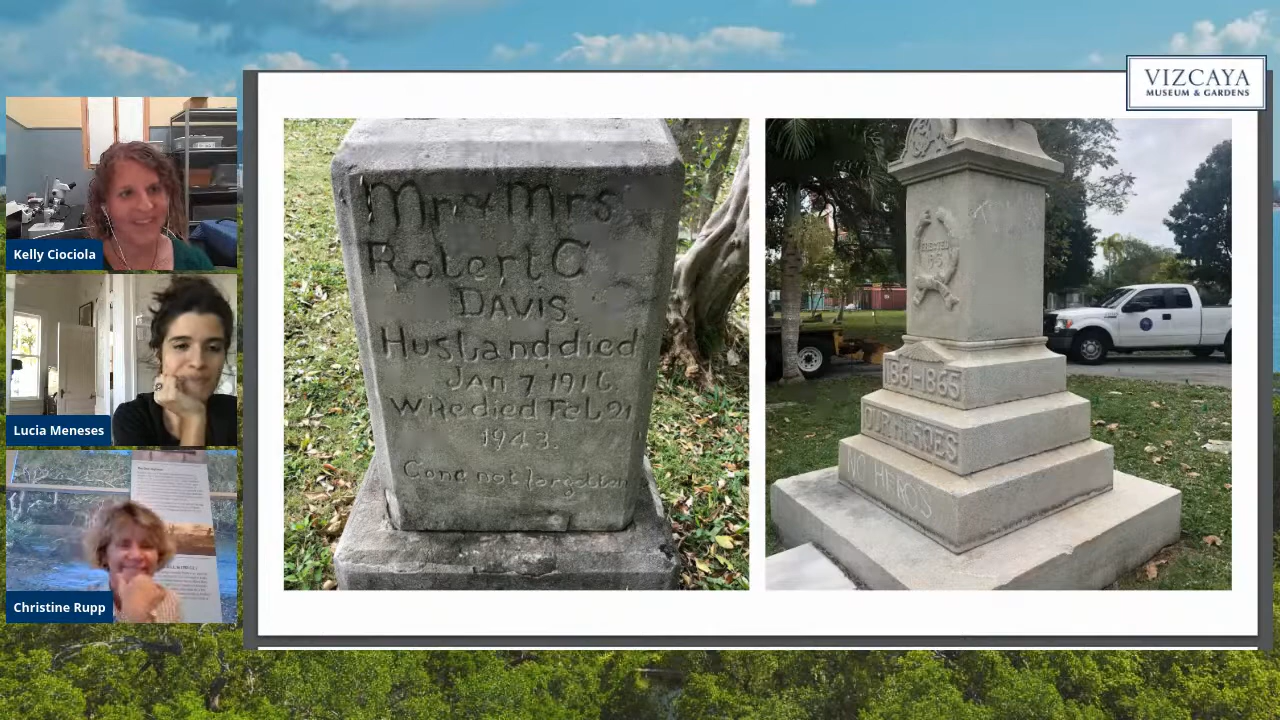 VIZCAYA
MUSEUM & GARDENS
Kelly Ciociola
Lucia Meneses
Christine Rupp
Mr & Mrs
Robert C
DAVIS.
Husband died
Jan 7 1916
Wife died Feb 21
1943.
Gone not forgotten
ERECTED
1861-1865
OUR HEROES
NO HEROS